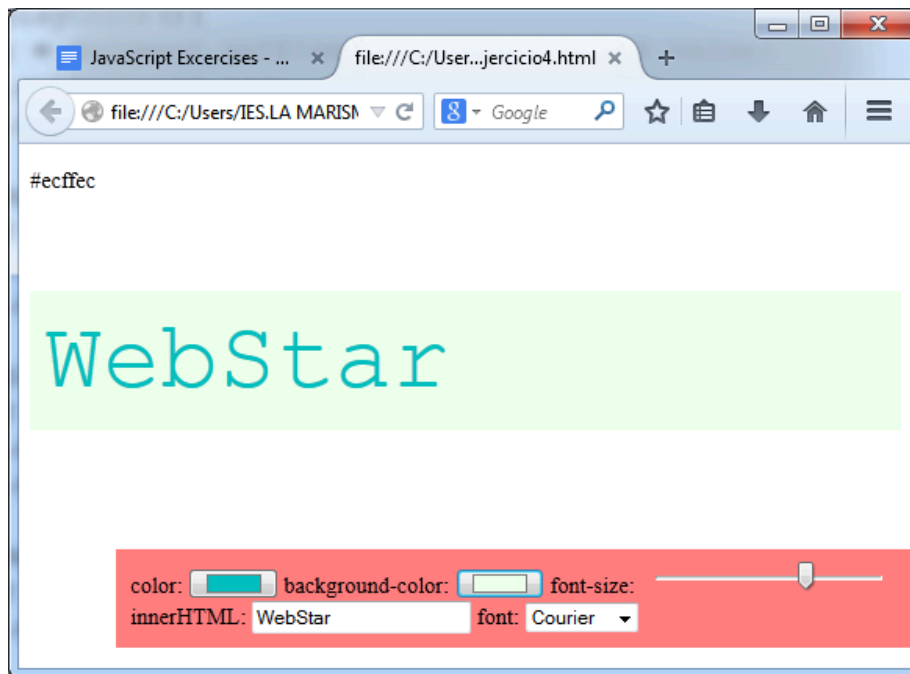 JavaScript Excercises - ...
file:///C:/User...jercicio4.html
file:///C:/Users/IES.LA MARISM
8 Google
#ecffec
WebStar
color: background-color: font-size:
innerHTML: WebStar font: Courier